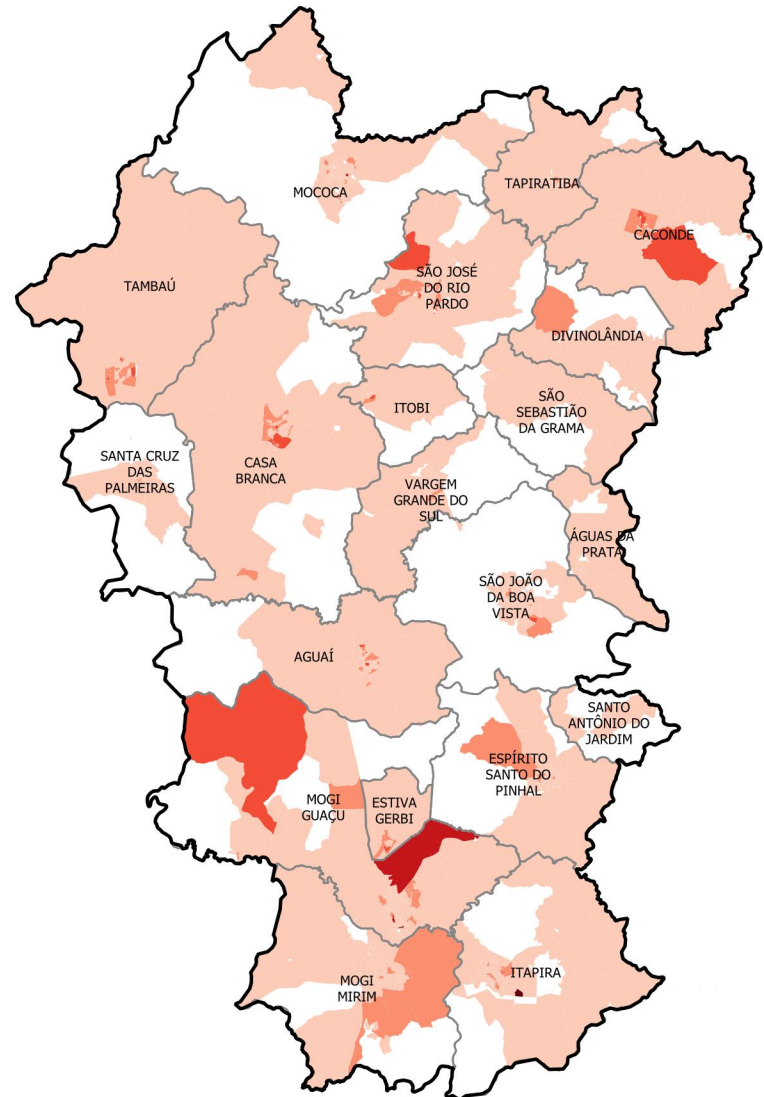 MOCOCA
TAPIRATIBA
CACONDE
TAMBAÚ
SÃO JOSÉ
DO RIO
PARDO
DIVINOLÂNDIA
ITOBI
SÃO
SEBASTIÃO
DA GRAMA
SANTA CRUZ
DAS
PALMEIRAS
CASA
BRANCA
VARGEM
GRANDE DO
SUL
ÁGUAS DA
PRATA
SÃO JOÃO
DA BOA
VISTA
AGUAÍ
SANTO
ANTÔNIO DO
JARDIM
ESPÍRITO
SANTO DO
PINHAL
MOGI
GUAÇU
ESTIVA
GERBI
MOGI
MIRIM
ITAPIRA